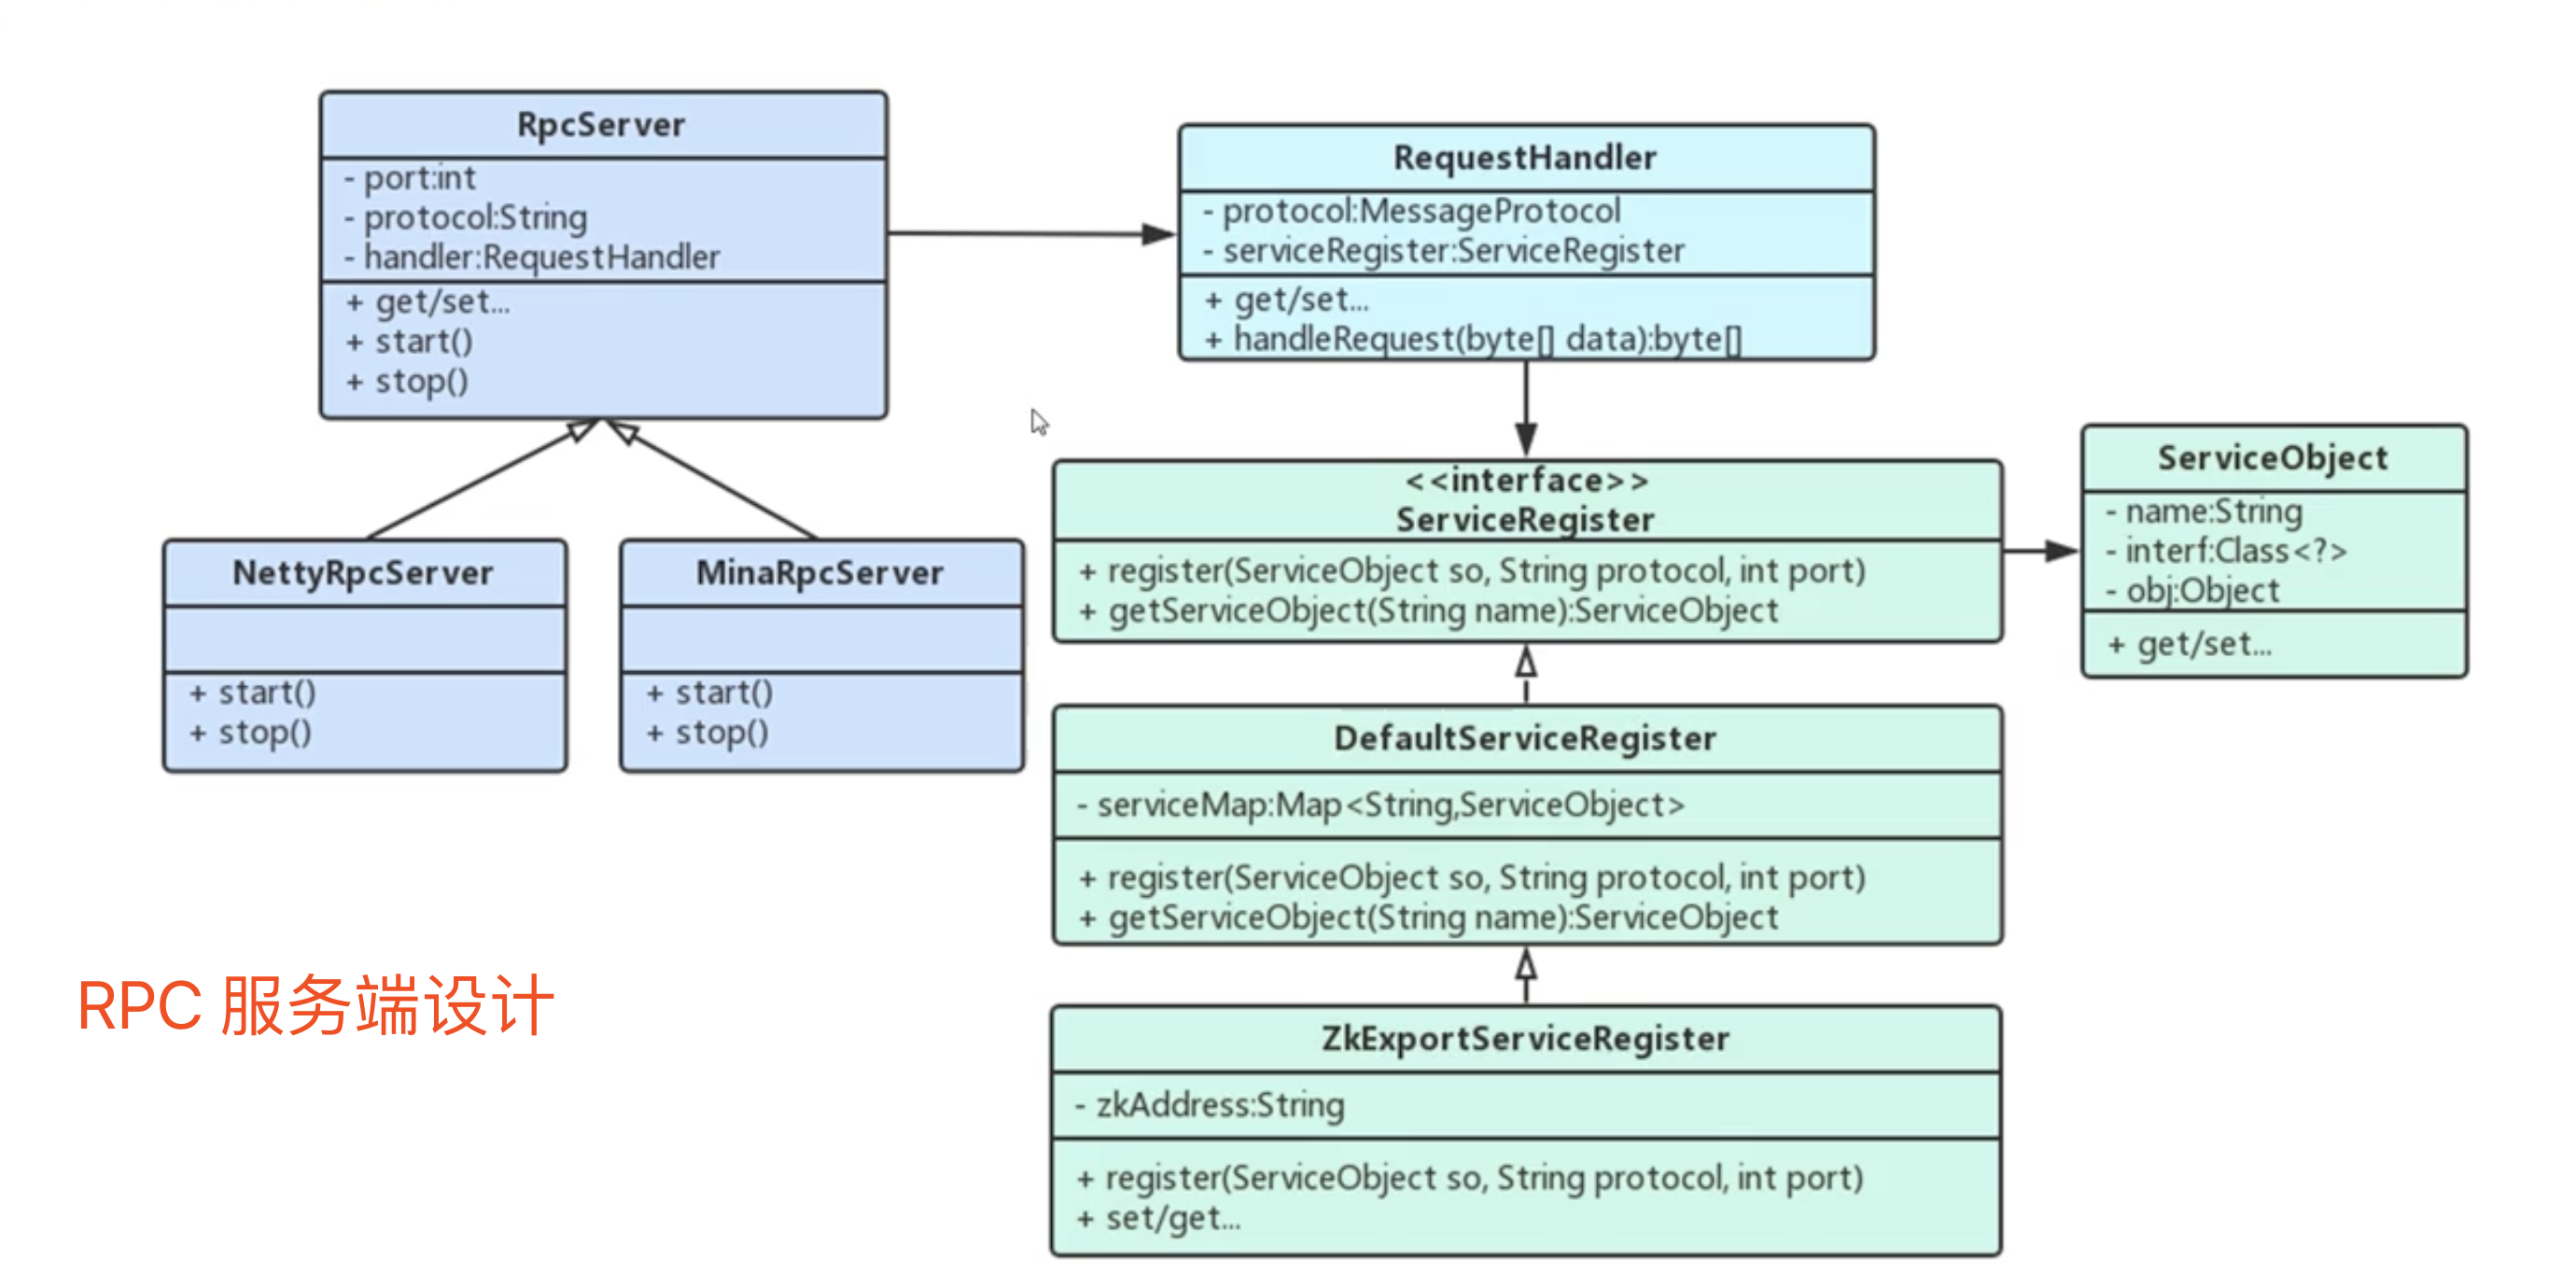 RpcServer
- port:int
- protocol:String
- handler:RequestHandler
+ get/set...
+ start()
+ stop()
RequestHandler
- protocol:MessageProtocol
- serviceRegister:ServiceRegister
+ get/set...
+ handleRequest(byte[] data):byte[]
NettyRpcServer
+ start()
+ stop()
MinaRpcServer
+ start()
+ stop()
<<interface>>
ServiceRegister
+ register(ServiceObject so, String protocol, int port)
+ getServiceObject(String name):ServiceObject
ServiceObject
- name:String
- interf:Class<?>
- obj:Object
+ get/set...
DefaultServiceRegister
- serviceMap:Map<String,ServiceObject>
+ register(ServiceObject so, String protocol, int port)
+ getServiceObject(String name):ServiceObject
RPC 服务端设计
ZkExportServiceRegister
- zkAddress:String
+ register(ServiceObject so, String protocol, int port)
+ set/get...